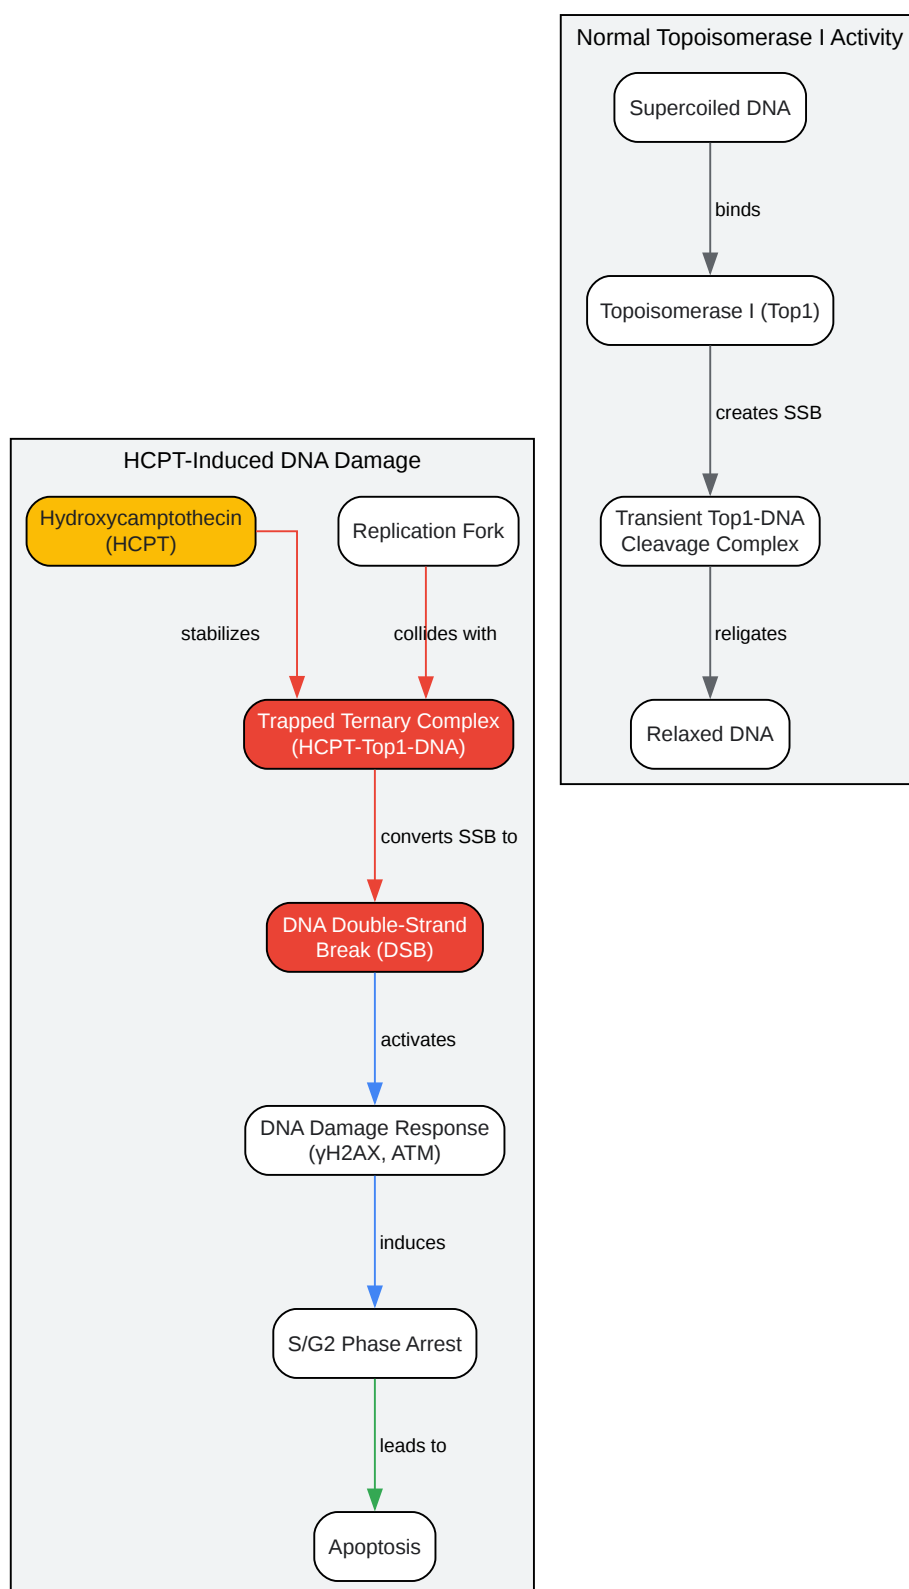 Normal Topoisomerase I Activity
Supercoiled DNA
binds
Topoisomerase I (Top1)
creates SSB
Transient Top1-DNA
Cleavage Complex
religates
Relaxed DNA
HCPT-Induced DNA Damage
Hydroxycamptothecin
(HCPT)
Replication Fork
stabilizes
collides with
Trapped Ternary Complex
(HCPT-Top1-DNA)
converts SSB to
DNA Double-Strand
Break (DSB)
activates
DNA Damage Response
(γH2AX, ATM)
induces
S/G2 Phase Arrest
leads to
Apoptosis